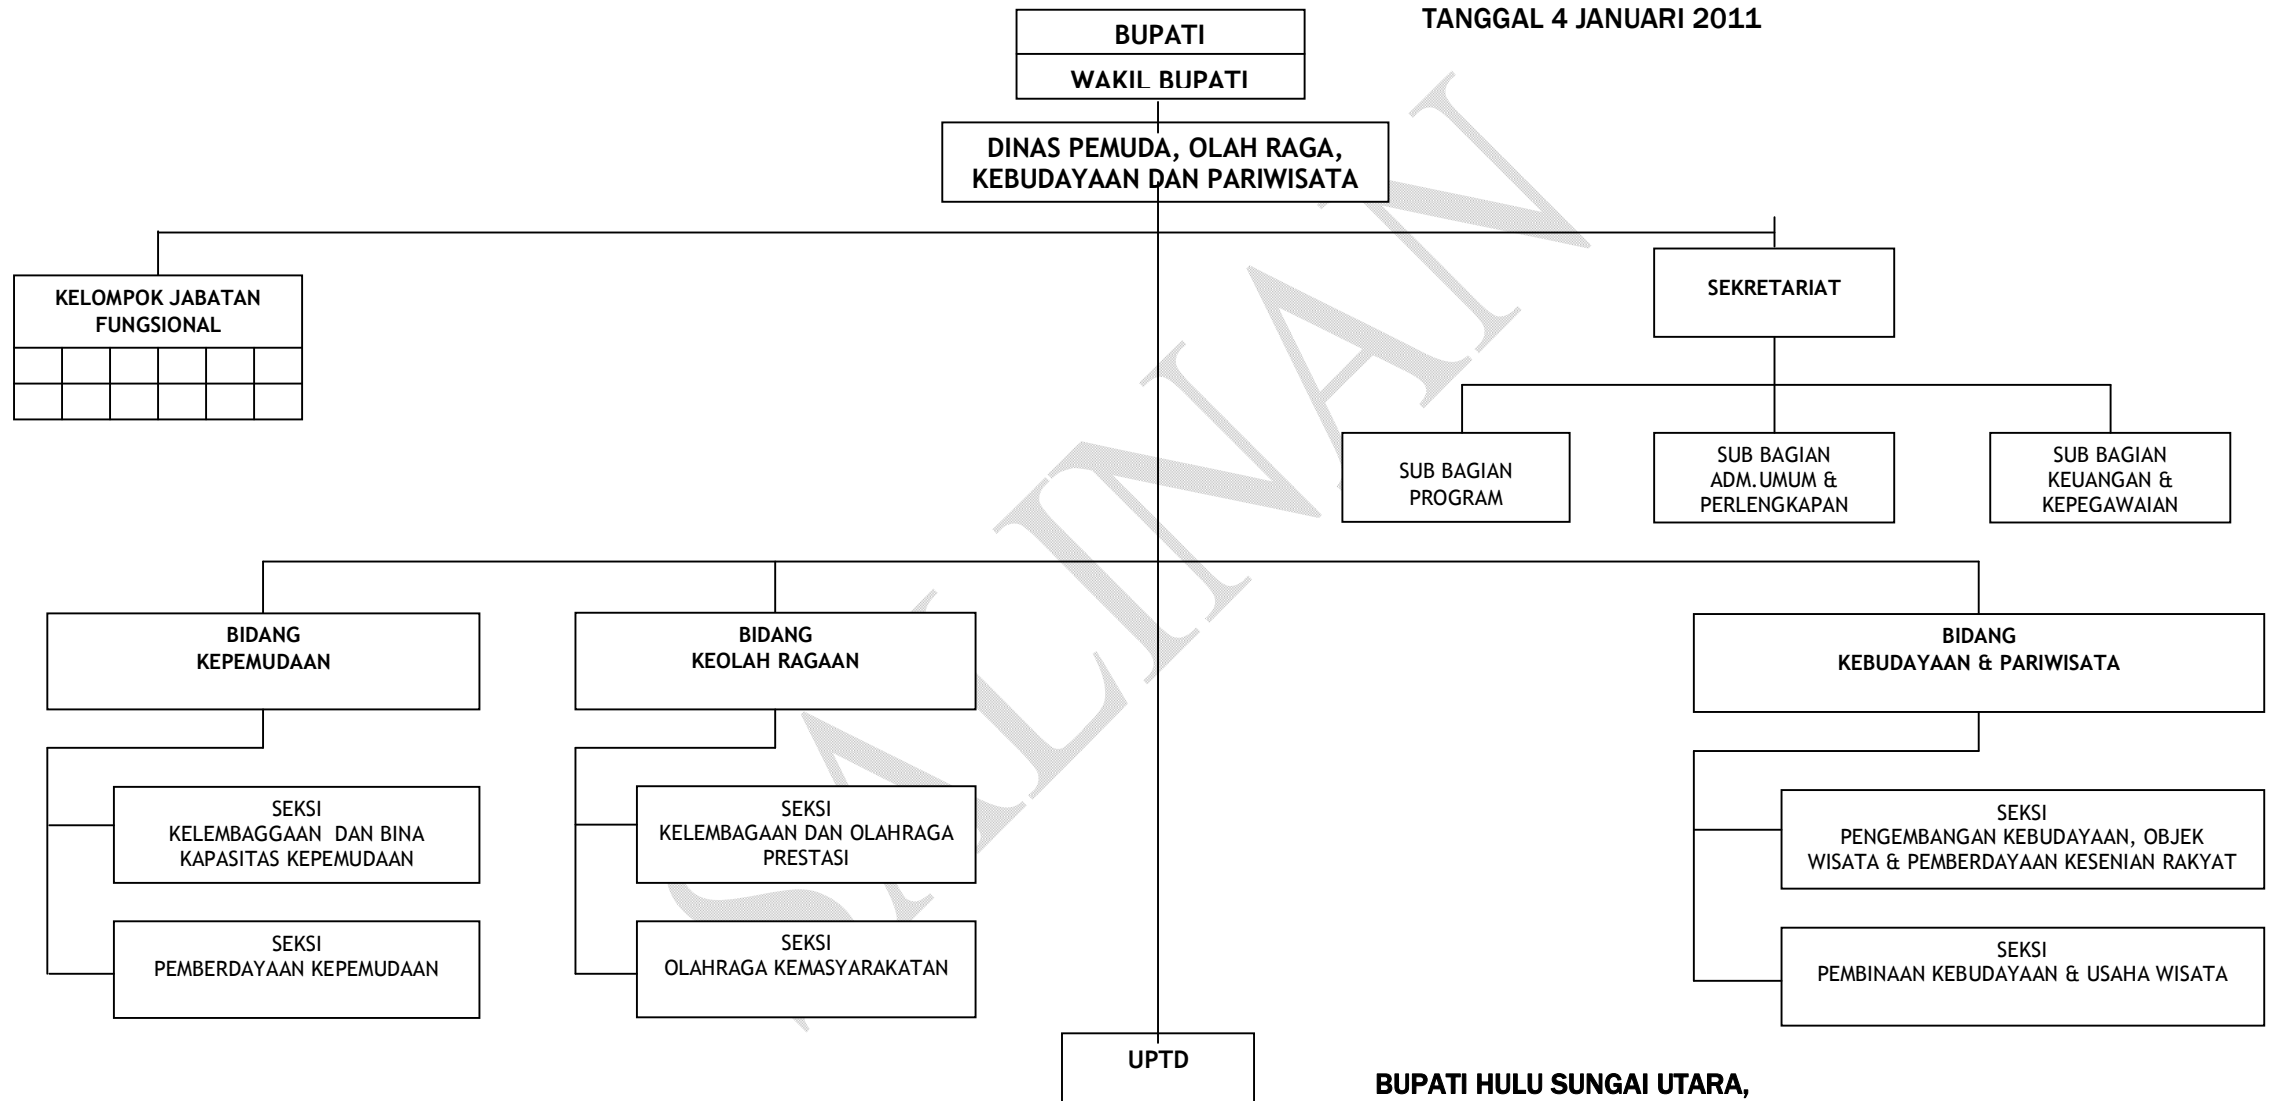 TANGGAL 4 JANUARI 2011
BUPATI
WAKIL BUPATI
DINAS PEMUDA, OLAH RAGA,
KEBUDAYAAN DAN PARIWISATA
KELOMPOK JABATAN
FUNGSIONAL
SEKRETARIAT
SUB BAGIAN
PROGRAM
SUB BAGIAN
ADM.UMUM &
PERLENGKAPAN
SUB BAGIAN
KEUANGAN &
KEPEGAWAIAN
BIDANG
KEPEMUDAAN
BIDANG
KEOLAH RAGAAN
BIDANG
KEBUDAYAAN & PARIWISATA
SEKSI
KELEMBAGGAAN DAN BINA
KAPASITAS KEPEMUDAAN
SEKSI
KELEMBAGAAN DAN OLAHRAGA
PRESTASI
SEKSI
PENGEMBANGAN KEBUDAYAAN, OBJEK
WISATA & PEMBERDAYAAN KESENIAN RAKYAT
SEKSI
PEMBERDAYAAN KEPEMUDAAN
SEKSI
OLAHRAGA KEMASYARAKATAN
SEKSI
PEMBINAAN KEBUDAYAAN & USAHA WISATA
UPTD
BUPATI HULU SUNGAI UTARA,
SALINAN